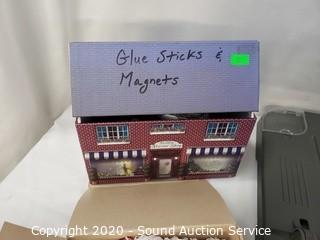 Glue Sticks &
Magnets
Copyright © 2020 - Sound Auction Service